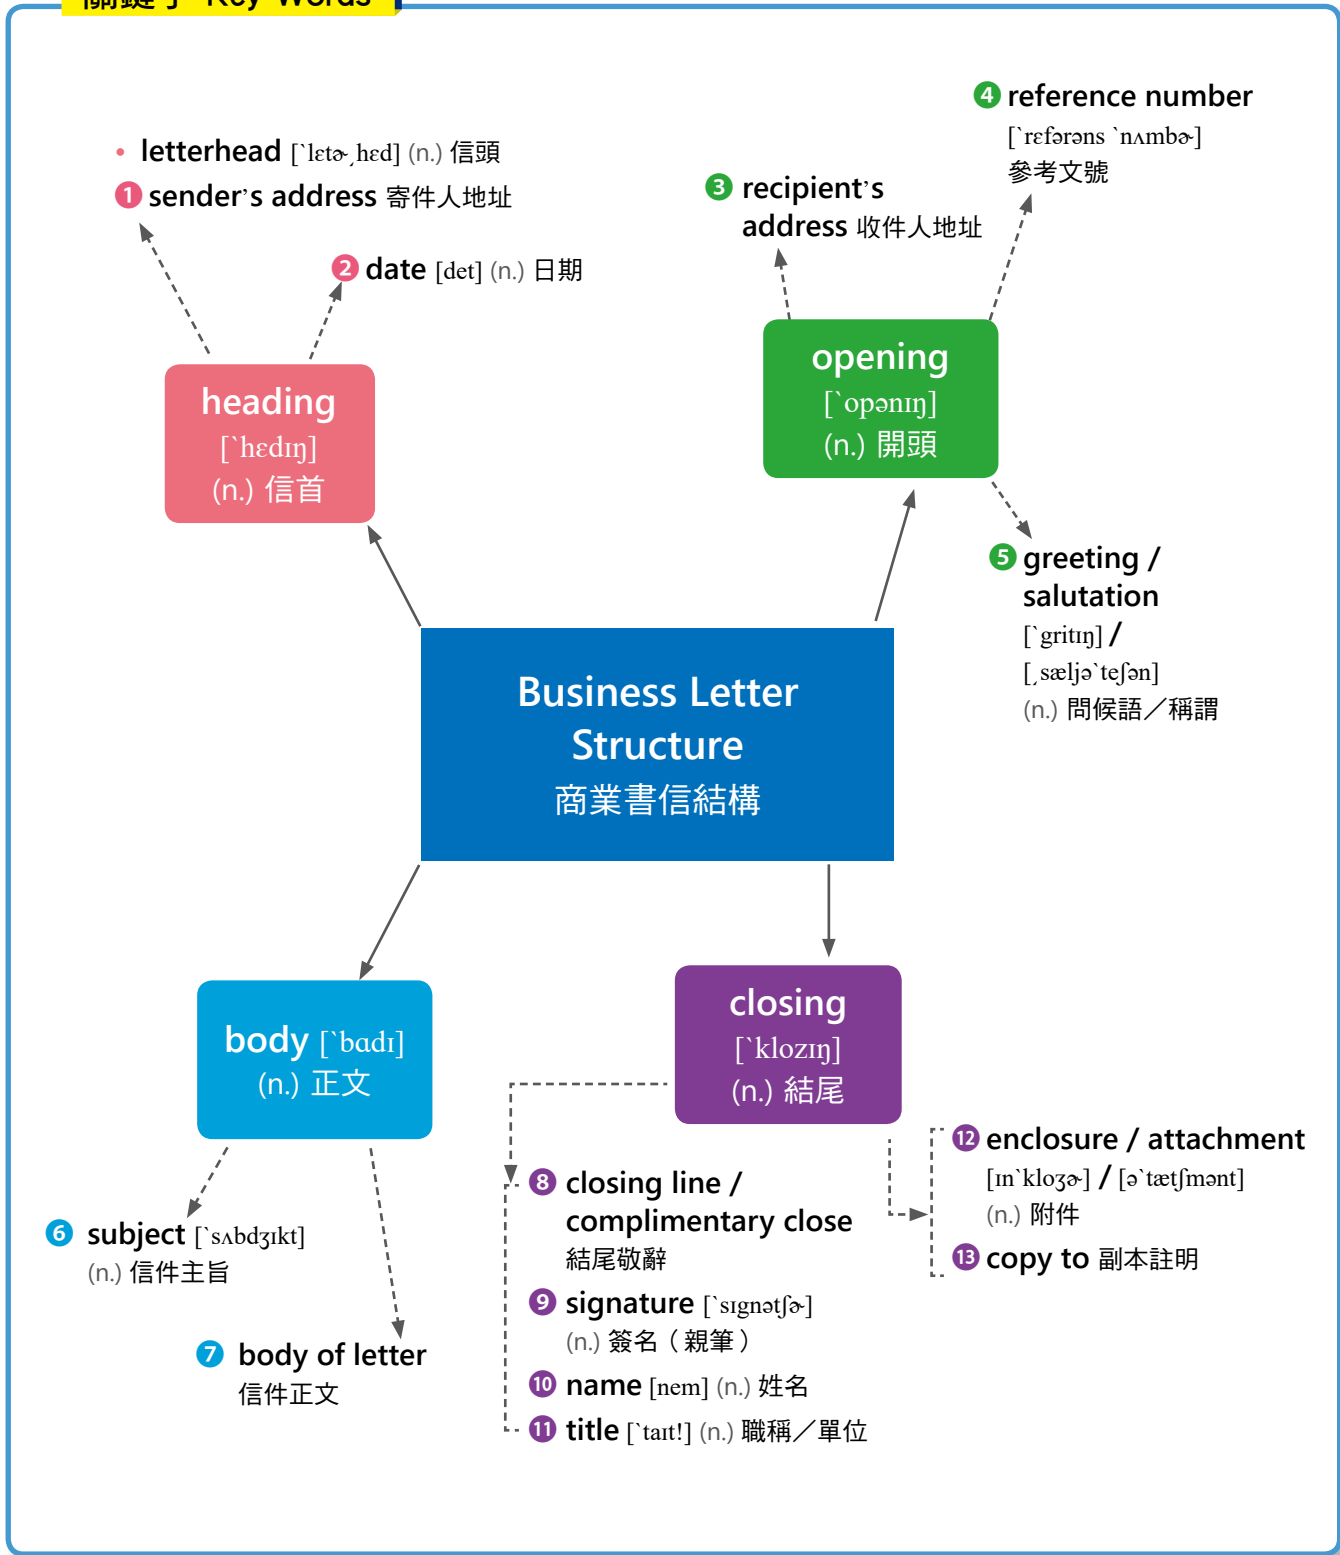 關鍵字 Key Words
• letterhead [ˋlɛtɚˏhɛd] (n.) 信頭
1 sender's address 寄件人地址
2 date [det] (n.) 日期
heading
[ˋhɛdɪŋ]
(n.) 信首
4 reference number
[ˋrɛfərəns ˋnʌmbɚ]
參考文號
3 recipient's
address 收件人地址
opening
[ˋopənɪŋ]
(n.) 開頭
5 greeting /
salutation
[ˋgritɪŋ] /
[ˏsæljəˋteʃən]
(n.) 問候語／稱謂
Business Letter
Structure
商業書信結構
body [ˋbɑdɪ]
(n.) 正文
6 subject [ˋsʌbdʒɪkt]
(n.) 信件主旨
7 body of letter
信件正文
closing
[ˋklozɪŋ]
(n.) 結尾
8 closing line /
complimentary close
結尾敬辭
9 signature [ˋsɪgnətʃɚ]
(n.) 簽名（親筆）
10 name [nem] (n.) 姓名
11 title [ˋtaɪt!] (n.) 職稱／單位
12 enclosure / attachment
[ɪnˋkloʒɚ] / [əˋtætʃmənt]
(n.) 附件
13 copy to 副本註明